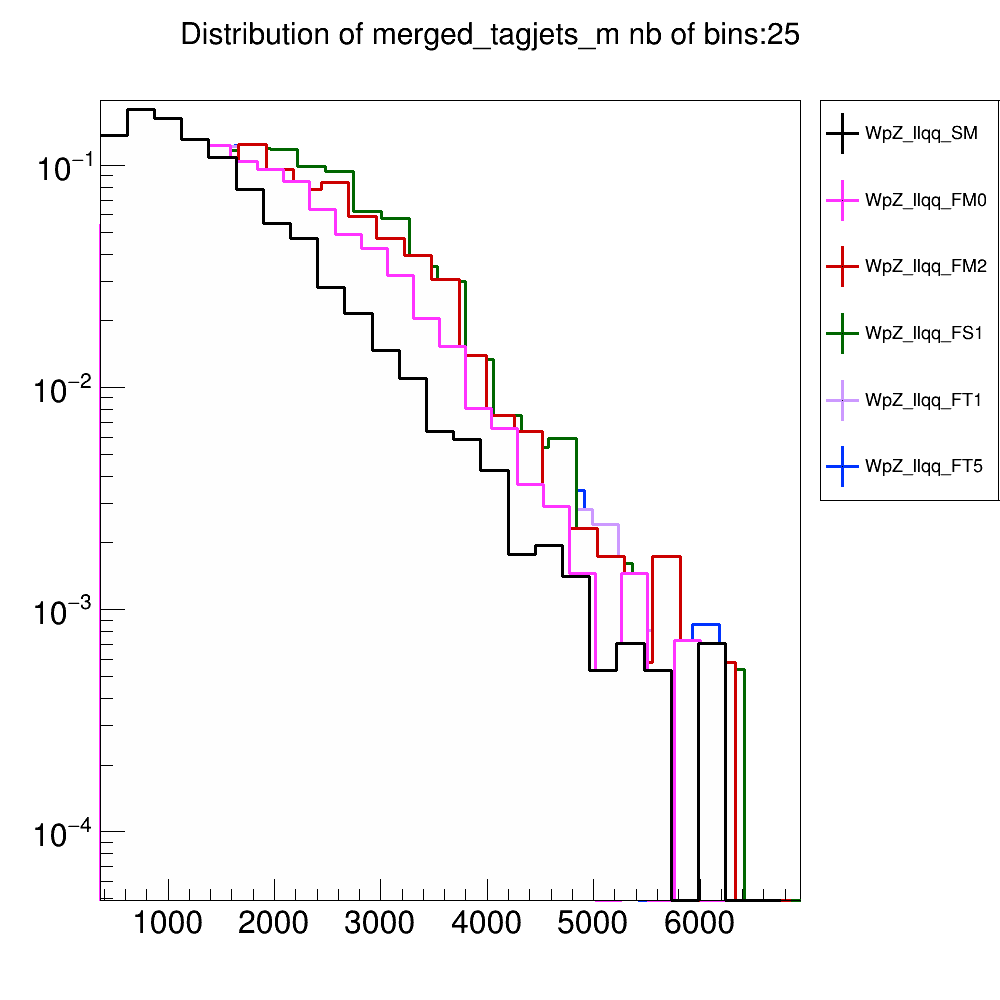 Distribution of merged_tagjets_m nb of bins:25
10⁻¹
10⁻²
10⁻³
10⁻⁴
1000 2000 3000 4000 5000 6000
WpZ_llqq_SM
WpZ_llqq_FM0
WpZ_llqq_FM2
WpZ_llqq_FS1
WpZ_llqq_FT1
WpZ_llqq_FT5